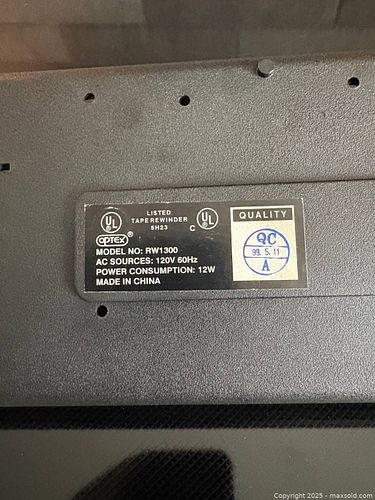 UL
LISTED
TAPE REWINDER
5H23
C UL
OPTEX®
MODEL NO: RW1300
AC SOURCES: 120V 60Hz
POWER CONSUMPTION: 12W
MADE IN CHINA
QUALITY
QC
99. 5. 11
A
Copyright 2025 - maxsold.com